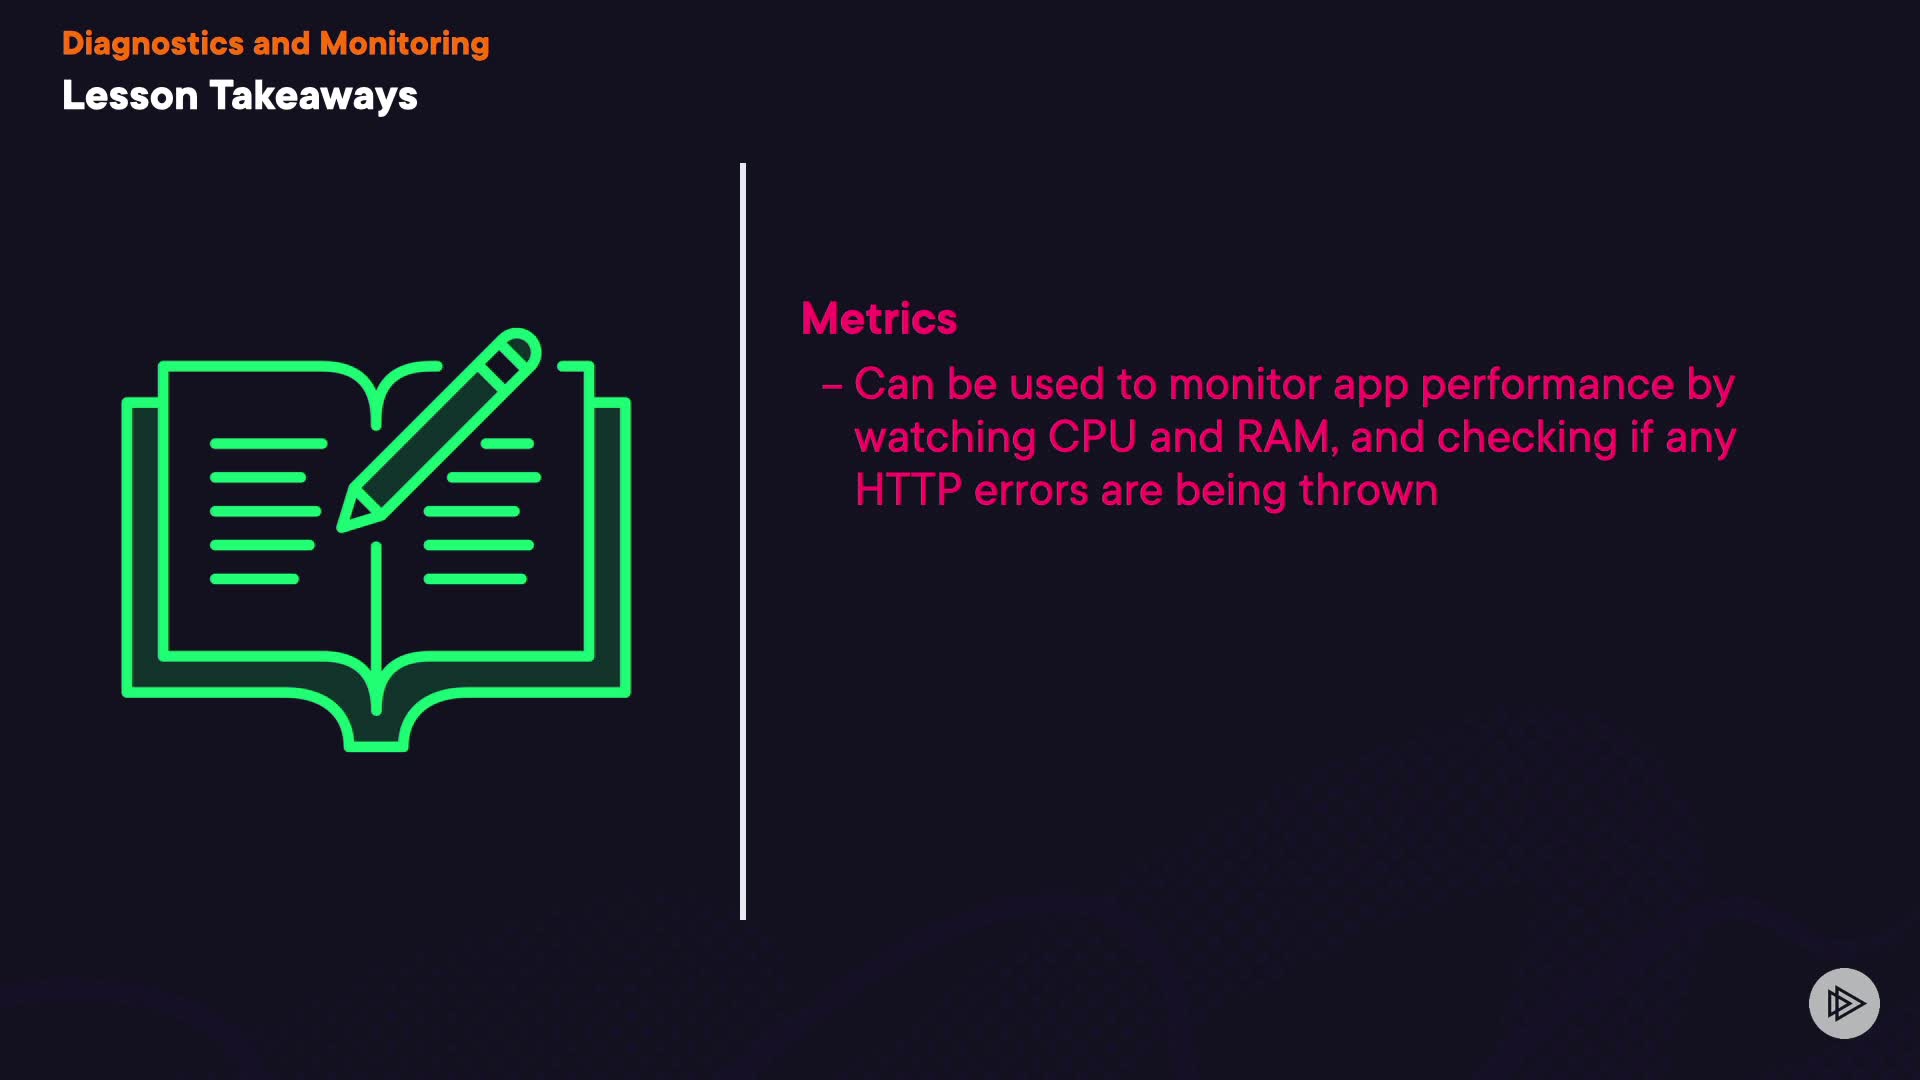 Diagnostics and Monitoring
Lesson Takeaways
Metrics
– Can be used to monitor app performance by
watching CPU and RAM, and checking if any
HTTP errors are being thrown